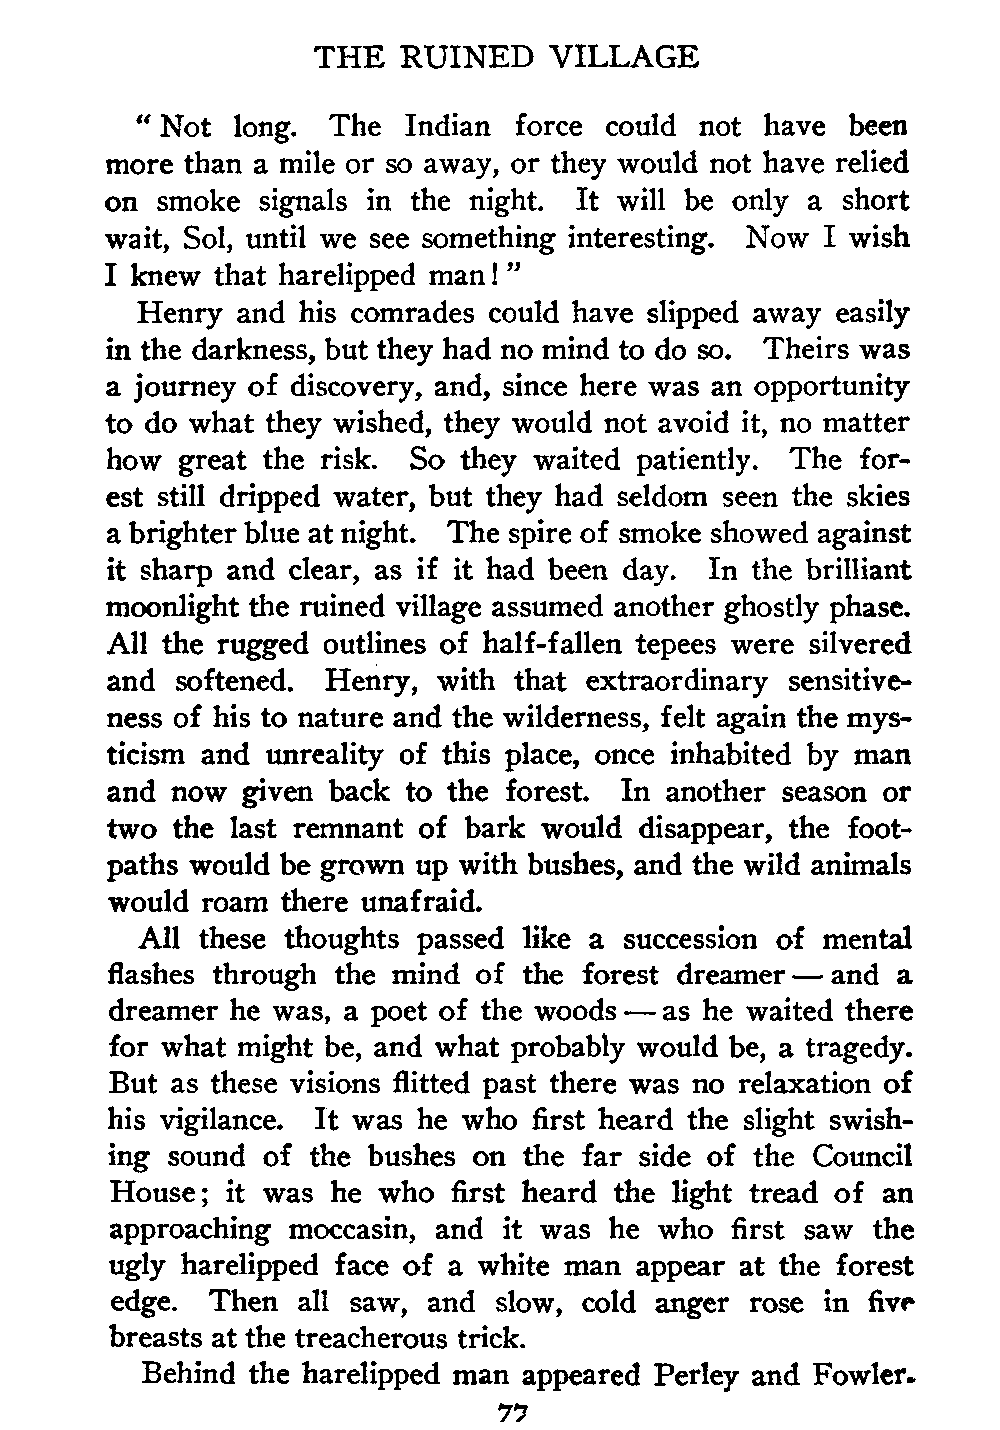 THE RUINED VILLAGE
“ Not long. The Indian force could not have been
more than a mile or so away, or they would not have relied
on smoke signals in the night. It will be only a short
wait, Sol, until we see something interesting. Now I wish
I knew that harelipped man! ”
Henry and his comrades could have slipped away easily
in the darkness, but they had no mind to do so. Theirs was
a journey of discovery, and, since here was an opportunity
to do what they wished, they would not avoid it, no matter
how great the risk. So they waited patiently. The for-
est still dripped water, but they had seldom seen the skies
a brighter blue at night. The spire of smoke showed against
it sharp and clear, as if it had been day. In the brilliant
moonlight the ruined village assumed another ghostly phase.
All the rugged outlines of half-fallen tepees were silvered
and softened. Henry, with that extraordinary sensitive-
ness of his to nature and the wilderness, felt again the mys-
ticism and unreality of this place, once inhabited by man
and now given back to the forest. In another season or
two the last remnant of bark would disappear, the foot-
paths would be grown up with bushes, and the wild animals
would roam there unafraid.
All these thoughts passed like a succession of mental
flashes through the mind of the forest dreamer — and a
dreamer he was, a poet of the woods — as he waited there
for what might be, and what probably would be, a tragedy.
But as these visions flitted past there was no relaxation of
his vigilance. It was he who first heard the slight swish-
ing sound of the bushes on the far side of the Council
House; it was he who first heard the light tread of an
approaching moccasin, and it was he who first saw the
ugly harelipped face of a white man appear at the forest
edge. Then all saw, and slow, cold anger rose in five
breasts at the treacherous trick.
Behind the harelipped man appeared Perley and Fowler.
77